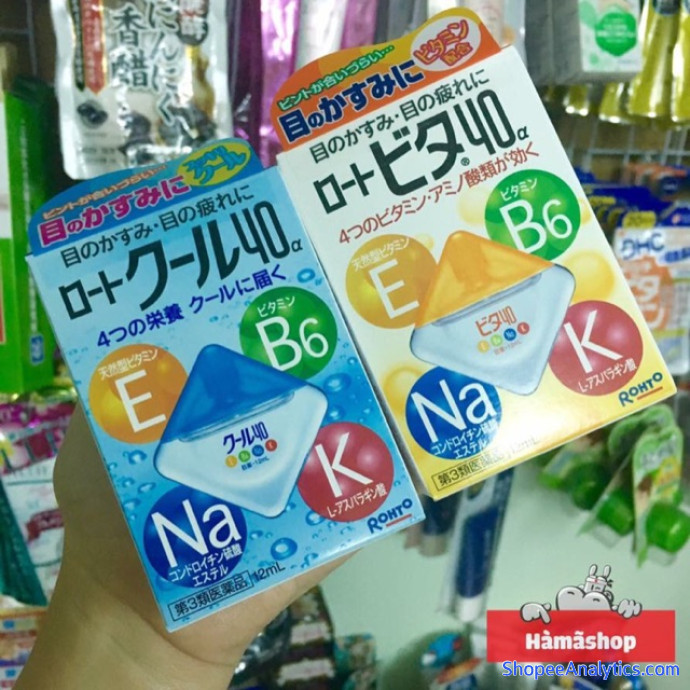 にんにく
香醋
ピントが合いづらい…
目のかすみに
クール
目のかすみ・目の疲れに
ロートクール40α
4つの栄養 クールに届く
天然型ビタミン
E
ビタミン
B6
クール40
Na
コンドロイチン硫酸
エステル
K
L-アスパラギン酸
第3類医薬品 12mL
ROHTO
ピントが合いづらい…
目のかすみに
ビタミン
配合
目のかすみ・目の疲れに
ロートビタ®40α
4つのビタミン・アミノ酸類が効く
天然型ビタミン
E
ビタミン
B6
ビタ40
Na
コンドロイチン硫酸
エステル
K
L-アスパラギン酸
第3類医薬品 12mL
ROHTO
DHC
Hàmãshop
ShopeeAnalytics.com